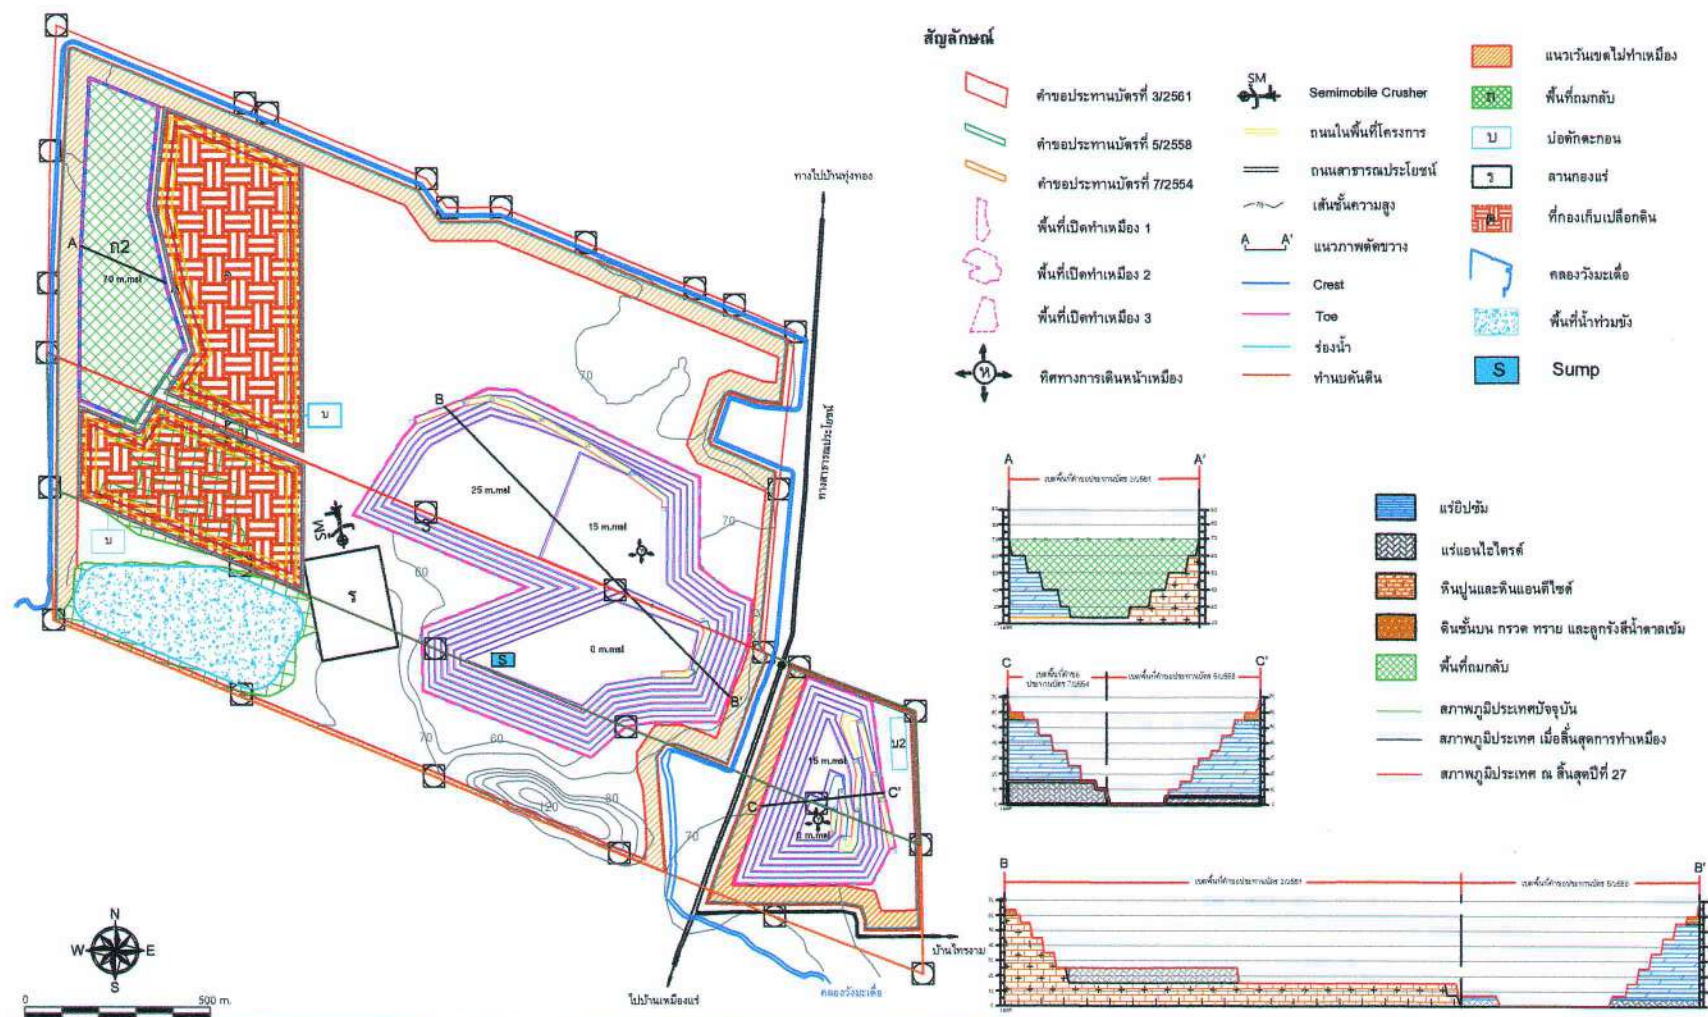 สัญลักษณ์
คำขอประทานบัตรที่ 3/2561
คำขอประทานบัตรที่ 5/2558
คำขอประทานบัตรที่ 7/2554
พื้นที่เปิดทำเหมือง 1
พื้นที่เปิดทำเหมือง 2
พื้นที่เปิดทำเหมือง 3
ห
ทิศทางการเดินหน้าเหมือง
SM
Semimobile Crusher
ถนนในพื้นที่โครงการ
ถนนสาธารณประโยชน์
เส้นชั้นความสูง
A A'
แนวภาพตัดขวาง
Crest
Toe
ร่องน้ำ
ทำนบคันดิน
แนวเว้นเขตไม่ทำเหมือง
ถ
พื้นที่ถมกลับ
บ
บ่อดักตะกอน
ร
ลานกองแร่
ด
ที่กองเก็บเปลือกดิน
คลองวังมะเดื่อ
พื้นที่น้ำท่วมขัง
S
Sump
ทางไปบ้านทุ่งทอง
ทางสาธารณประโยชน์
A
ถ2
70 m.msl
บ
บ
SM
ร
B
25 m.msl
15 m.msl
0 m.msl
S
3
B'
70
70
60
60
70
80
120
70
15 m.msl
0 m.msl
C
C'
บ2
บ้านไทรงาม
ไปบ้านเหมืองแร่
คลองวังมะเดื่อ
N
W E
S
0 500 m.
A A'
C C'
B B'
แร่ยิปซัม
แร่แอนไฮไดรต์
หินปูนและหินแอนดีไซต์
ดินชั้นบน กรวด ทราย และลูกรังสีน้ำตาลเข้ม
พื้นที่ถมกลับ
สภาพภูมิประเทศปัจจุบัน
สภาพภูมิประเทศ เมื่อสิ้นสุดการทำเหมือง
สภาพภูมิประเทศ ณ สิ้นสุดปีที่ 27